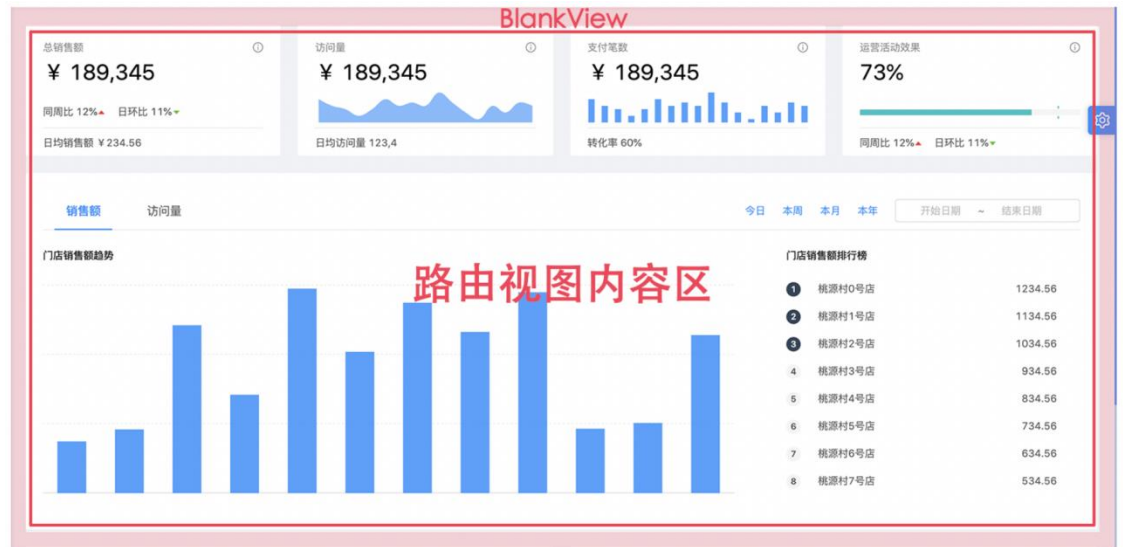 BlankView
总销售额
¥ 189,345
同周比 12% 日环比 11%
日均销售额 ¥ 234.56
访问量
¥ 189,345
日均访问量 123,4
支付笔数
¥ 189,345
转化率 60%
运营活动效果
73%
同周比 12% 日环比 11%
销售额 访问量
今日 本周 本月 本年 开始日期 ~ 结束日期
门店销售额趋势
路由视图内容区
门店销售额排行榜
1 桃源村0号店 1234.56
2 桃源村1号店 1134.56
3 桃源村2号店 1034.56
4 桃源村3号店 934.56
5 桃源村4号店 834.56
6 桃源村5号店 734.56
7 桃源村6号店 634.56
8 桃源村7号店 534.56